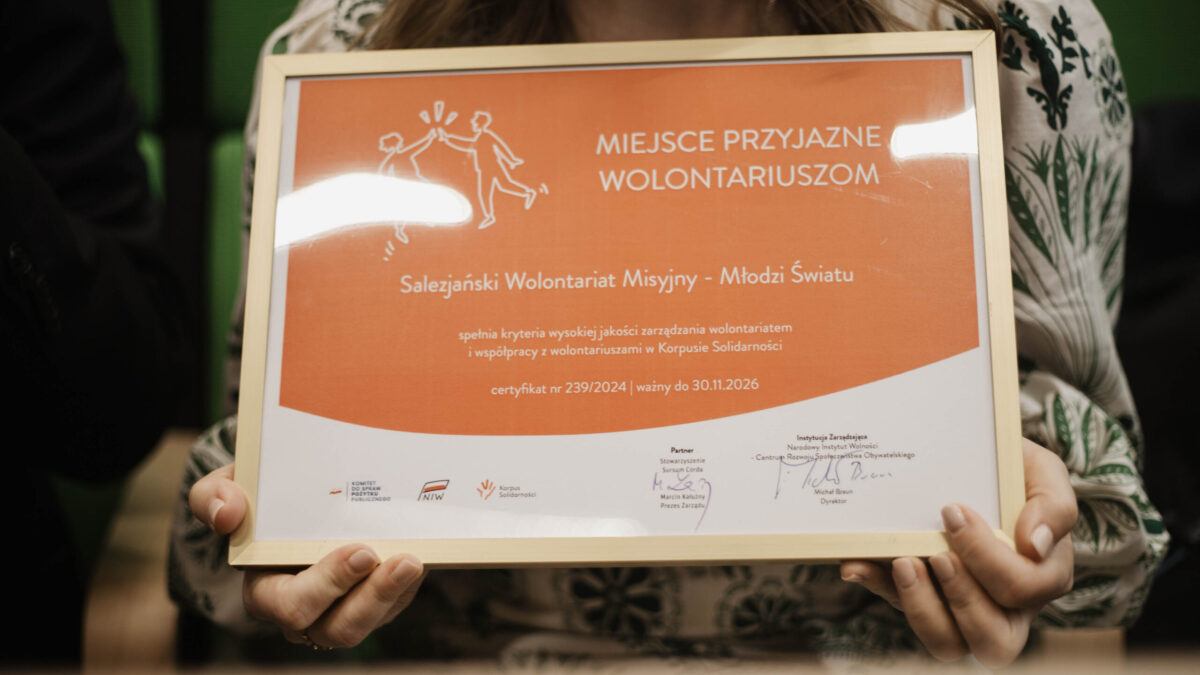 MIEJSCE PRZYJAZNE
WOLONTARIUSZOM
Salezjański Wolontariat Misyjny - Młodzi Światu
spełnia kryteria wysokiej jakości zarządzania wolontariatem
i współpracy z wolontariuszami w Korpusie Solidarności
certyfikat nr 239/2024 | ważny do 30.11.2026
KOMITET
DO SPRAW
POŻYTKU
PUBLICZNEGO
NIW
Korpus
Solidarności
Partner
Stowarzyszenie
Sursum Corda
Marcin Kałużny
Prezes Zarządu
Instytucja Zarządzająca
Narodowy Instytut Wolności
- Centrum Rozwoju Społeczeństwa Obywatelskiego
Michał Braun
Dyrektor